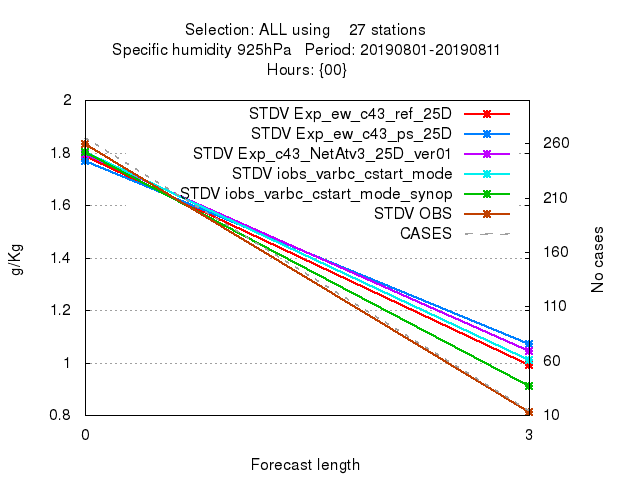 Selection: ALL using    27 stations
Specific humidity 925hPa   Period: 20190801-20190811
Hours: {00}
STDV Exp_ew_c43_ref_25D
STDV Exp_ew_c43_ps_25D
STDV Exp_c43_NetAtv3_25D_ver01
STDV iobs_varbc_cstart_mode
STDV iobs_varbc_cstart_mode_synop
STDV OBS
CASES
g/Kg
2
1.8
1.6
1.4
1.2
1
0.8
No cases
260
210
160
110
60
10
0
3
Forecast length